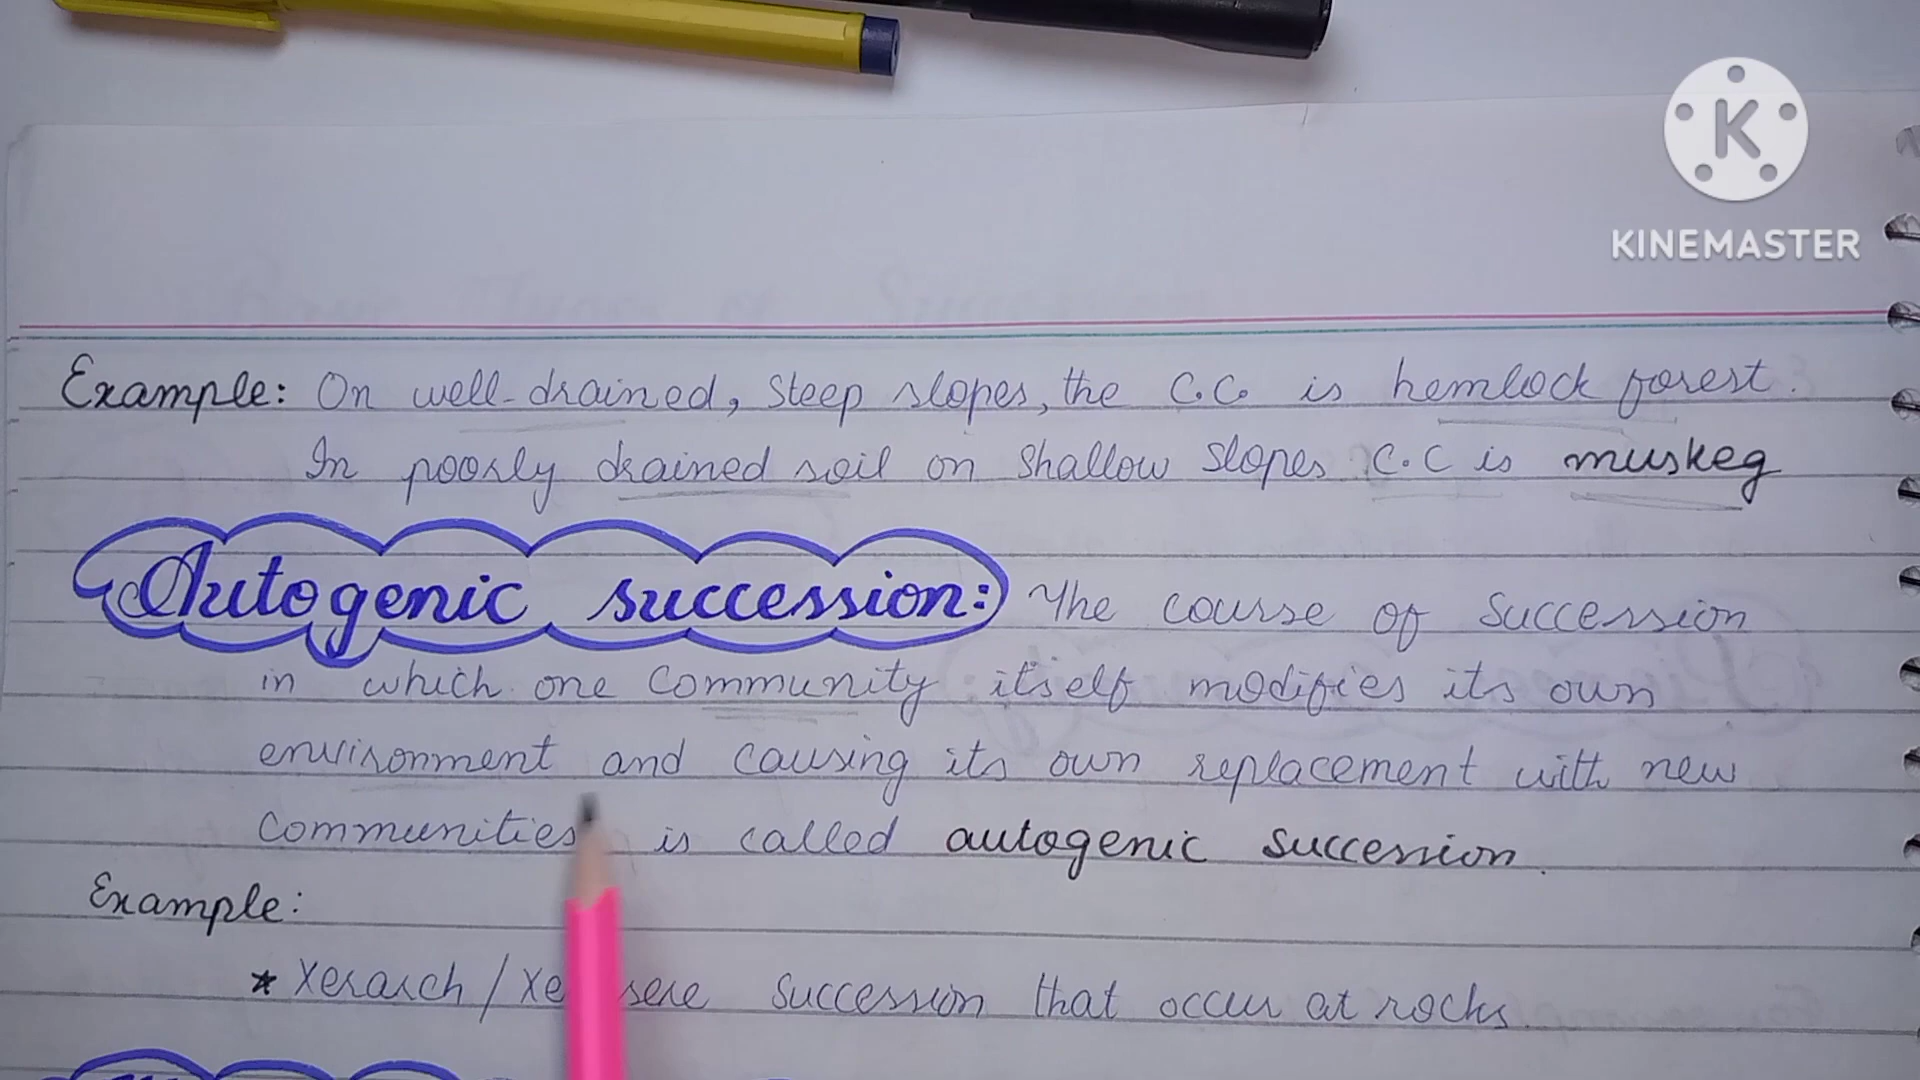 KINEMASTER
Example: On well-drained, Steep slopes, the C.C. is hemlock forest.
In poorly drained soil on shallow slopes C.C is muskeg
Autogenic succession: The course of succession
in which one community itself modifies its own
environment and causing its own replacement with new
communities is called autogenic succession.
Example:
* Xerarch / succession that occur at rocks.